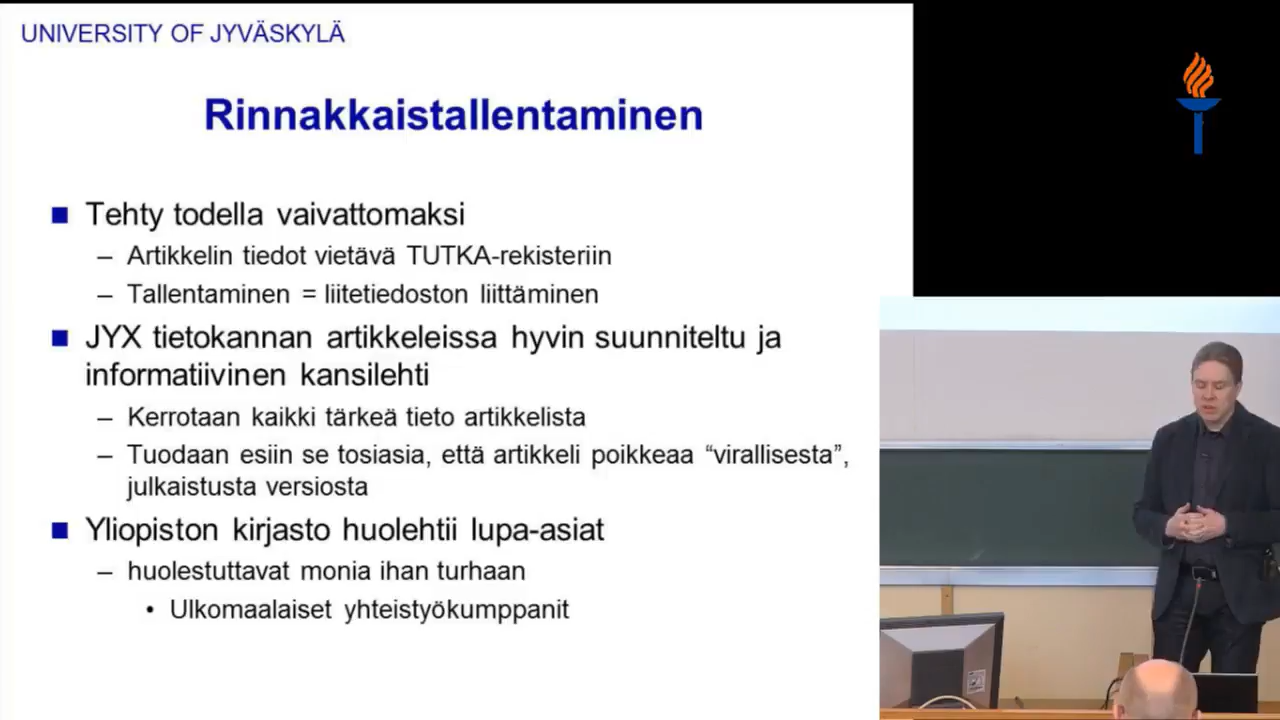 UNIVERSITY OF JYVÄSKYLÄ
Rinnakkaistallentaminen
Tehty todella vaivattomaksi
– Artikkelin tiedot vietävä TUTKA-rekisteriin
– Tallentaminen = liitetiedoston liittäminen
JYX tietokannan artikkeleissa hyvin suunniteltu ja
informatiivinen kansilehti
– Kerrotaan kaikki tärkeä tieto artikkelista
– Tuodaan esiin se tosiasia, että artikkeli poikkeaa “virallisesta”,
julkaistusta versiosta
Yliopiston kirjasto huolehtii lupa-asiat
– huolestuttavat monia ihan turhaan
• Ulkomaalaiset yhteistyökumppanit